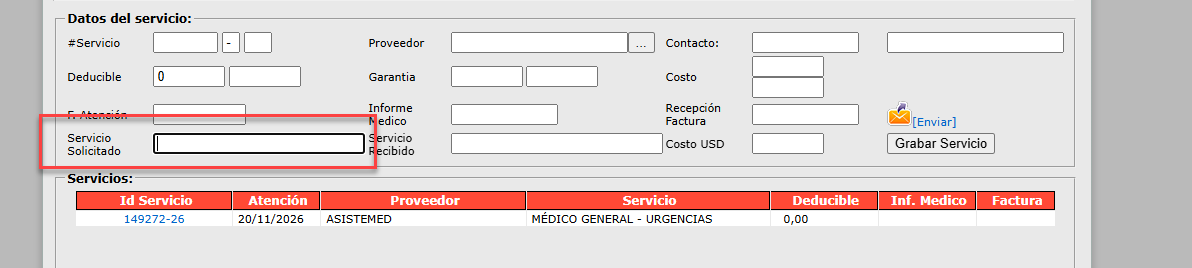 Datos del servicio:
#Servicio - Proveedor ... Contacto:
Deducible 0 Garantia Costo
F. Atención Informe Medico Recepción Factura [Enviar]
Servicio Solicitado Servicio Recibido Costo USD Grabar Servicio
Servicios:
Id Servicio Atención Proveedor Servicio Deducible Inf. Medico Factura
149272-26 20/11/2026 ASISTEMED MÉDICO GENERAL - URGENCIAS 0,00